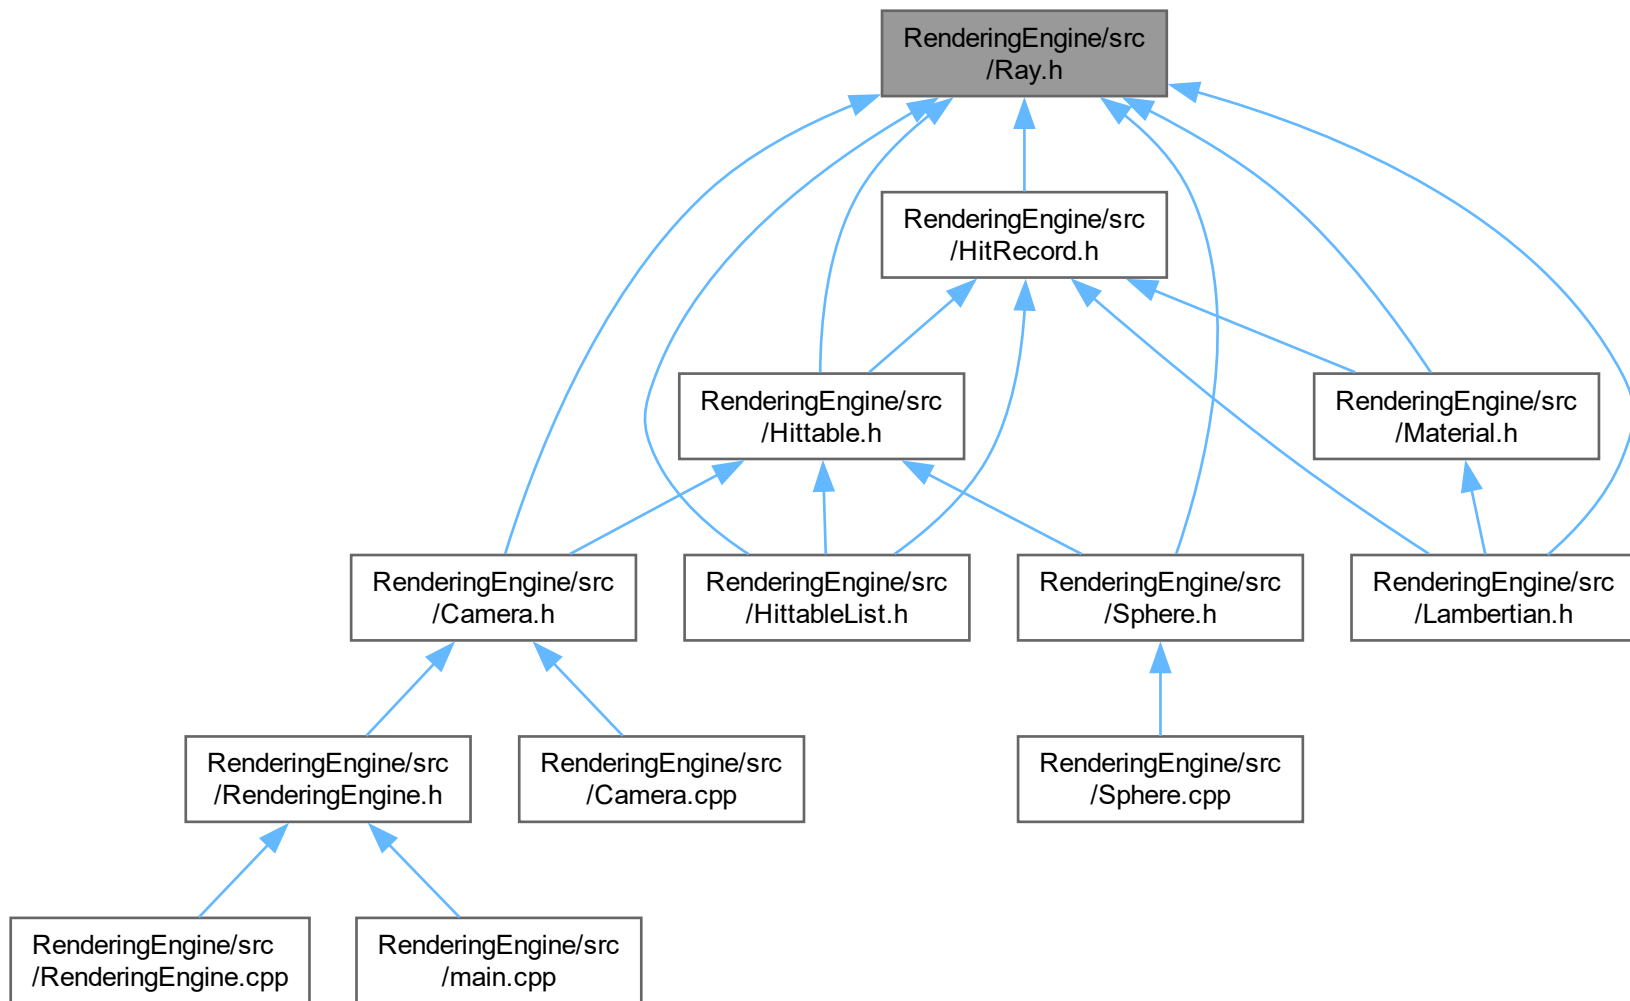 RenderingEngine/src
/Ray.h
RenderingEngine/src
/HitRecord.h
RenderingEngine/src
/Hittable.h
RenderingEngine/src
/Material.h
RenderingEngine/src
/Camera.h
RenderingEngine/src
/HittableList.h
RenderingEngine/src
/Sphere.h
RenderingEngine/src
/Lambertian.h
RenderingEngine/src
/RenderingEngine.h
RenderingEngine/src
/Camera.cpp
RenderingEngine/src
/Sphere.cpp
RenderingEngine/src
/RenderingEngine.cpp
RenderingEngine/src
/main.cpp